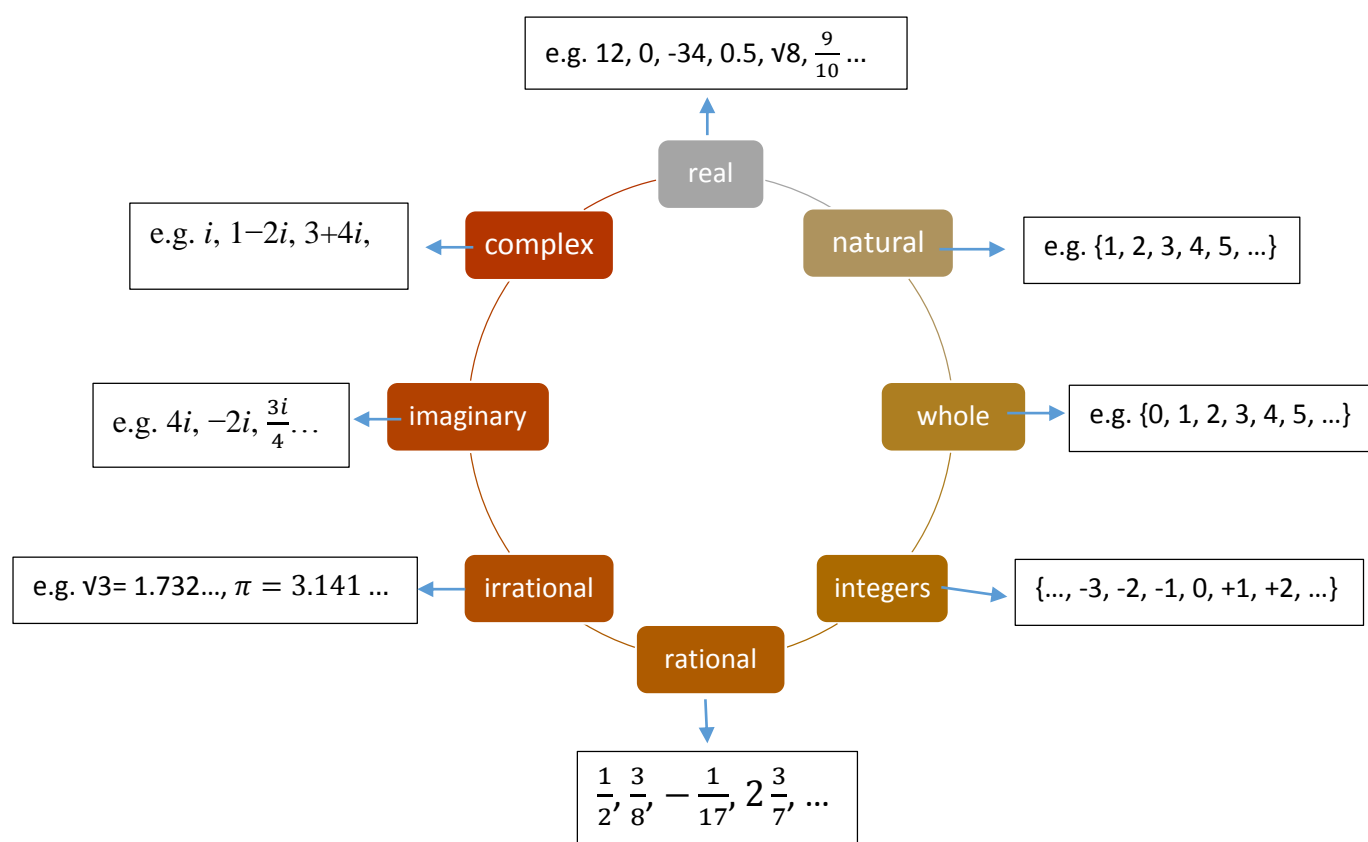 e.g. 12, 0, -34, 0.5, √8, 9/10 ...
real
complex
e.g. i, 1−2i, 3+4i,
natural
e.g. {1, 2, 3, 4, 5, ...}
imaginary
e.g. 4i, −2i, 3i/4...
whole
e.g. {0, 1, 2, 3, 4, 5, ...}
irrational
e.g. √3= 1.732..., π = 3.141 ...
integers
{..., -3, -2, -1, 0, +1, +2, ...}
rational
1/2, 3/8, − 1/17, 2 3/7, ...